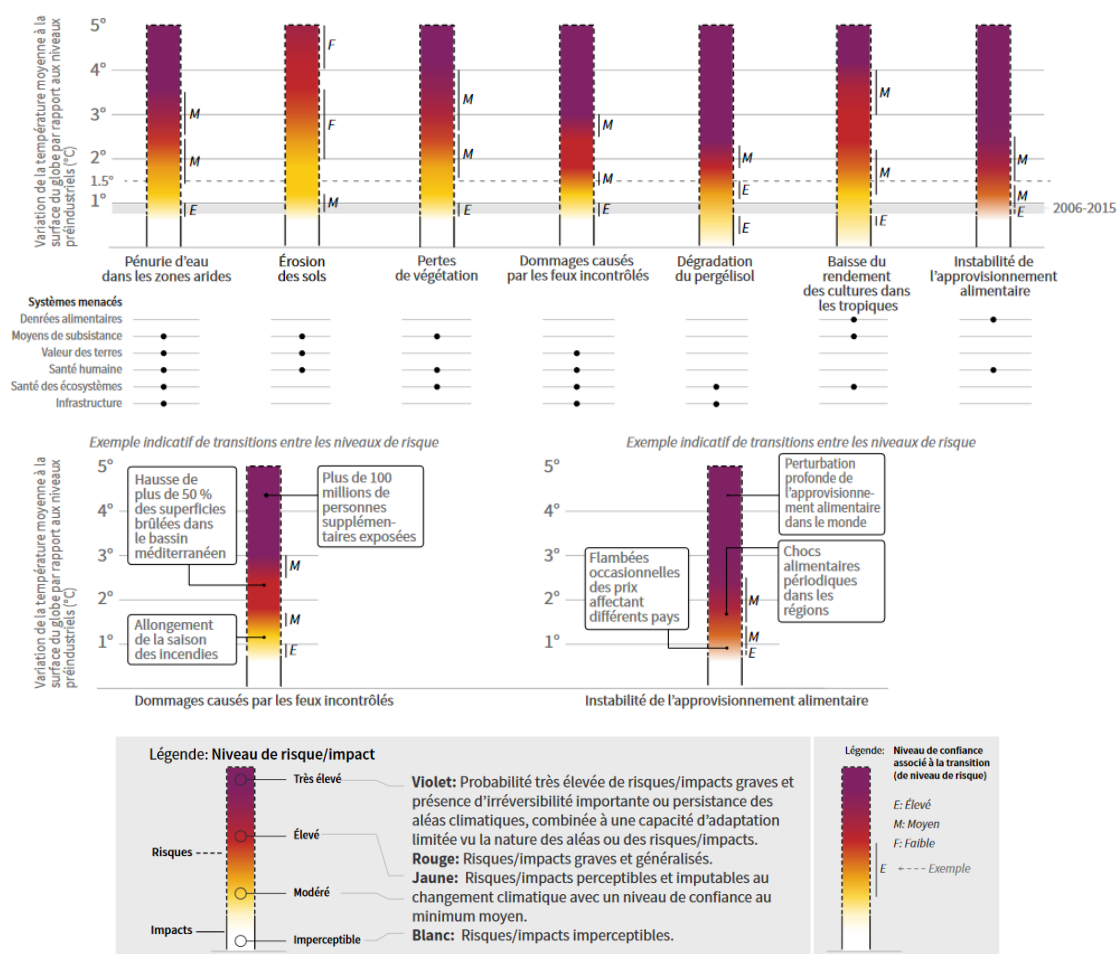 Variation de la température moyenne à la
surface du globe par rapport aux niveaux
préindustriels (°C)
5°
4°
3°
2°
1.5°
1°
F
F
M
M
M
E
M
M
E
M
M
E
M
E
E
M
M
E
M
M
E
2006-2015
Pénurie d'eau
dans les zones arides
Érosion
des sols
Pertes
de végétation
Dommages causés
par les feux incontrôlés
Dégradation
du pergélisol
Baisse du
rendement
des cultures dans
les tropiques
Instabilité de
l'approvisionnement
alimentaire
Systèmes menacés
Denrées alimentaires
Moyens de subsistance
Valeur des terres
Santé humaine
Santé des écosystèmes
Infrastructure
Exemple indicatif de transitions entre les niveaux de risque
Variation de la température moyenne à la
surface du globe par rapport aux niveaux
préindustriels (°C)
5°
4°
3°
2°
1°
Hausse de
plus de 50 %
des superficies
brûlées dans
le bassin
méditerranéen
Plus de 100
millions de
personnes
supplémen-
taires exposées
Allongement
de la saison
des incendies
M
M
E
Dommages causés par les feux incontrôlés
Exemple indicatif de transitions entre les niveaux de risque
5°
4°
3°
2°
1°
Perturbation
profonde de
l'approvisionne-
ment alimentaire
dans le monde
Flambées
occasionnelles
des prix
affectant
différents pays
Chocs
alimentaires
périodiques
dans les
régions
M
M
E
Instabilité de l'approvisionnement alimentaire
Légende: Niveau de risque/impact
Très élevé
Élevé
Modéré
Imperceptible
Risques
Impacts
Violet: Probabilité très élevée de risques/impacts graves et
présence d'irréversibilité importante ou persistance des
aléas climatiques, combinée à une capacité d'adaptation
limitée vu la nature des aléas ou des risques/impacts.
Rouge: Risques/impacts graves et généralisés.
Jaune: Risques/impacts perceptibles et imputables au
changement climatique avec un niveau de confiance au
minimum moyen.
Blanc: Risques/impacts imperceptibles.
Légende: Niveau de confiance
associé à la transition
(de niveau de risque)
E: Élevé
M: Moyen
F: Faible
E
Exemple